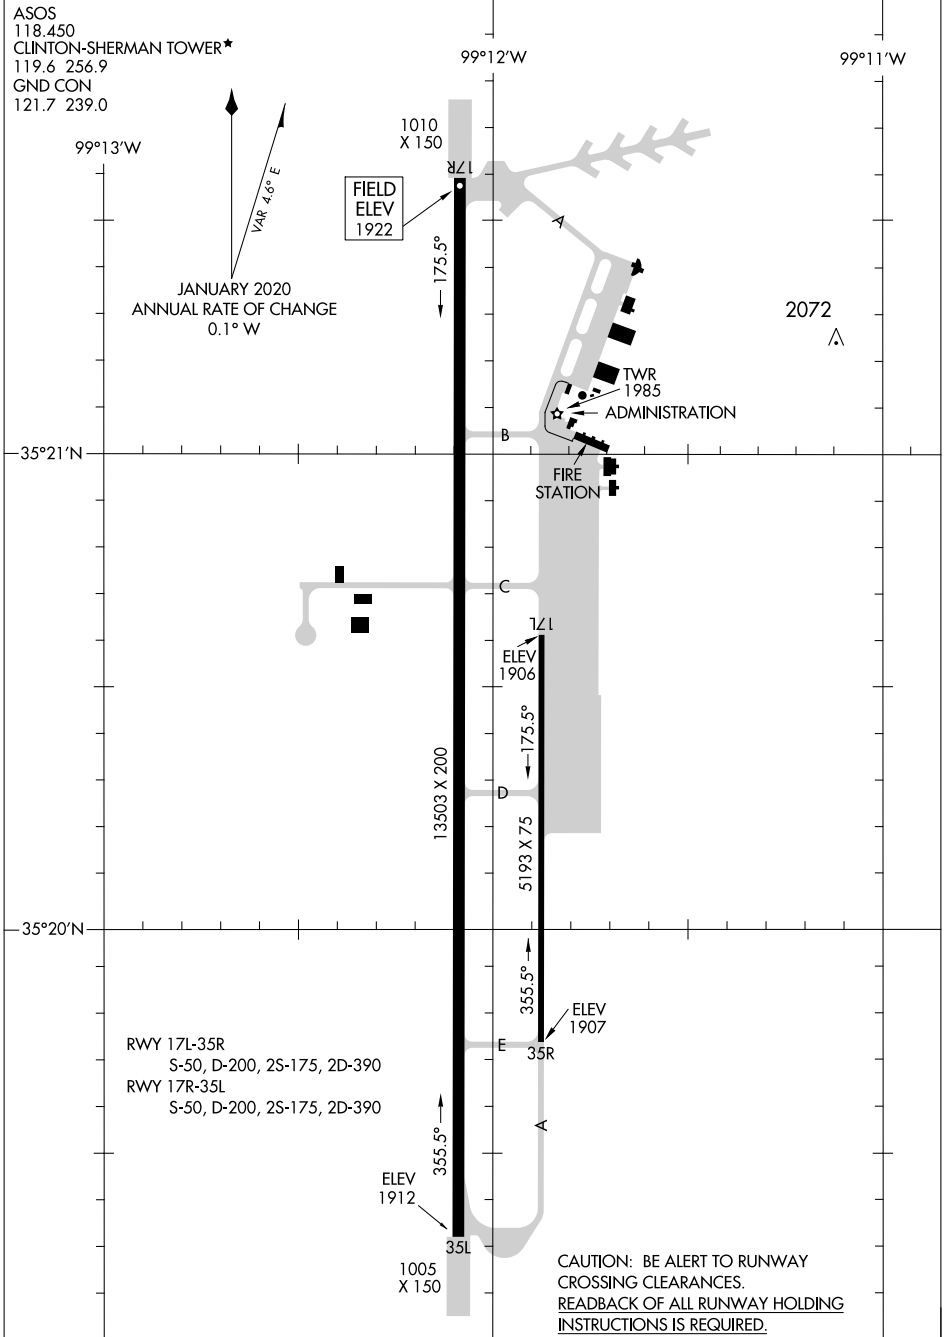 ASOS
118.450
CLINTON-SHERMAN TOWER★
119.6 256.9
GND CON
121.7 239.0
99°13'W
99°12'W
99°11'W
VAR 4.6° E
JANUARY 2020
ANNUAL RATE OF CHANGE
0.1° W
1010
X 150
17R
FIELD
ELEV
1922
175.5°
A
2072
TWR
1985
ADMINISTRATION
B
35°21'N
FIRE
STATION
C
17L
ELEV
1906
175.5°
13503 X 200
D
5193 X 75
35°20'N
355.5°
ELEV
1907
E
35R
RWY 17L-35R
S-50, D-200, 2S-175, 2D-390
RWY 17R-35L
S-50, D-200, 2S-175, 2D-390
355.5°
A
ELEV
1912
35L
1005
X 150
CAUTION: BE ALERT TO RUNWAY
CROSSING CLEARANCES.
READBACK OF ALL RUNWAY HOLDING
INSTRUCTIONS IS REQUIRED.